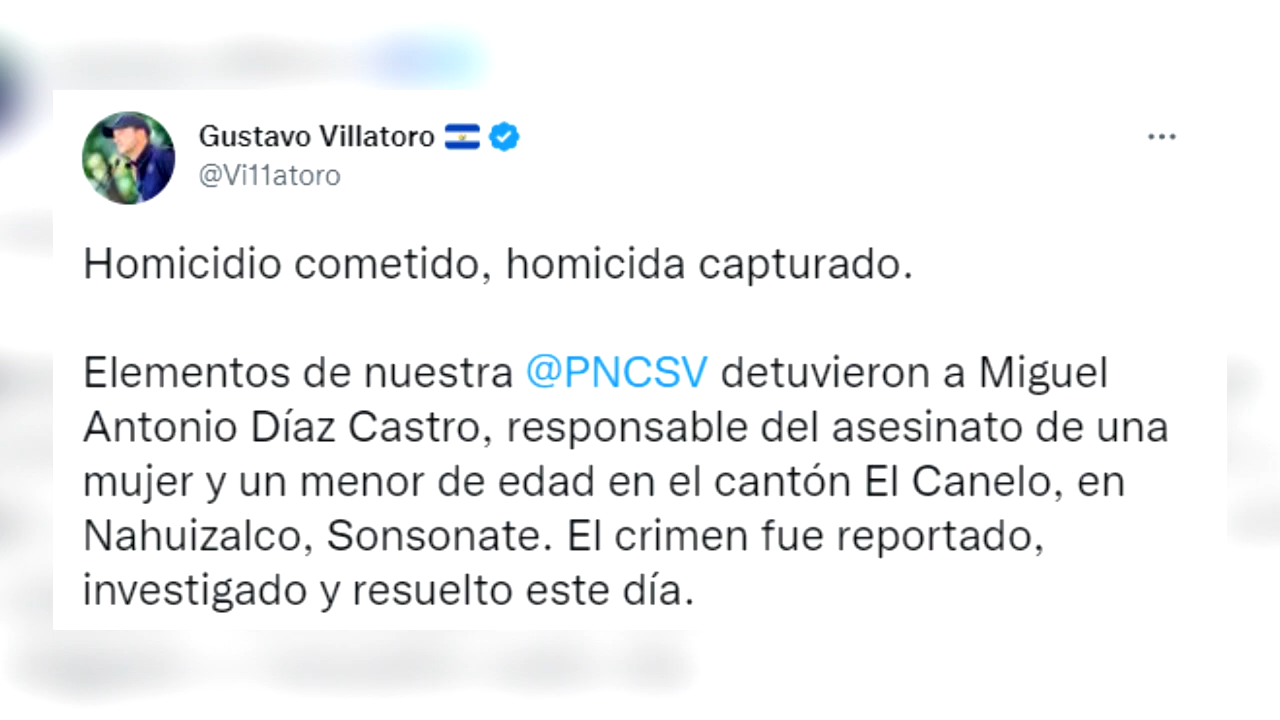 Gustavo Villatoro
@Vi11atoro
Homicidio cometido, homicida capturado.
Elementos de nuestra @PNCSV detuvieron a Miguel
Antonio Díaz Castro, responsable del asesinato de una
mujer y un menor de edad en el cantón El Canelo, en
Nahuizalco, Sonsonate. El crimen fue reportado,
investigado y resuelto este día.